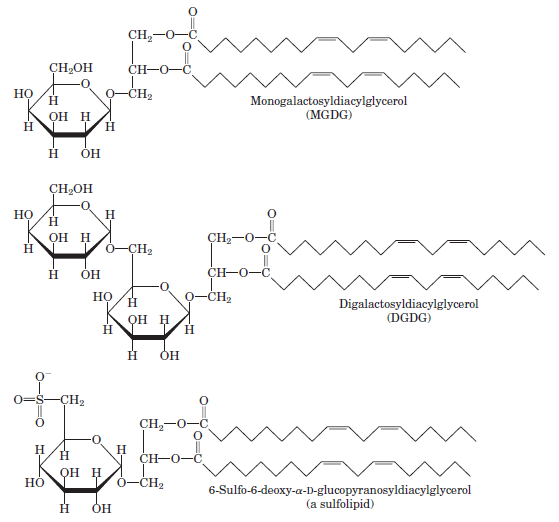 O
CH₂—O—C
O
CH₂OH CH—O—C
O
HO H O—CH₂
OH H
H H
H OH
Monogalactosyldiacylglycerol
(MGDG)
CH₂OH
O
HO H H
OH H
H O—CH₂
H OH
O
CH₂—O—C
O
CH—O—C
O
HO H O—CH₂
OH H
H H
H OH
Digalactosyldiacylglycerol
(DGDG)
O⁻
O=S—CH₂
O
O
CH₂—O—C
O
O
H H H CH—O—C
OH H
HO O—CH₂
H OH
6-Sulfo-6-deoxy-α-D-glucopyranosyldiacylglycerol
(a sulfolipid)